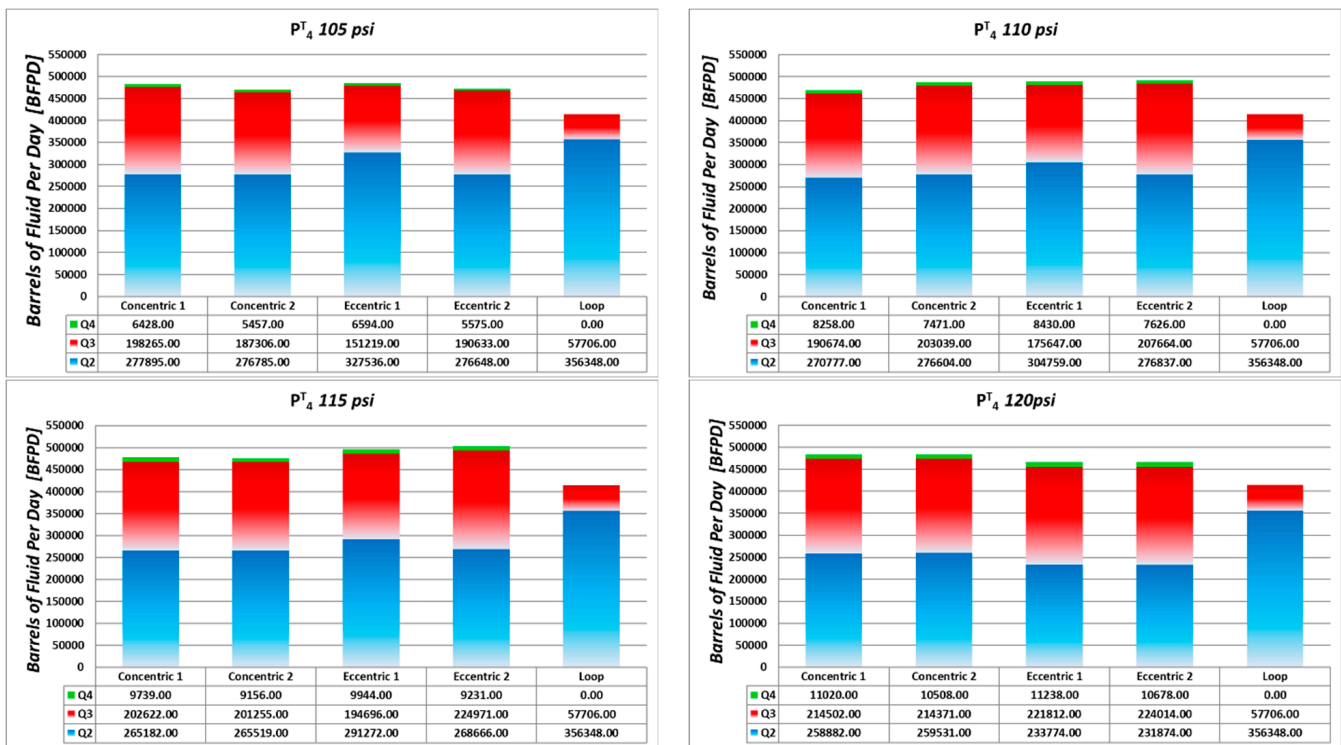 P^T_4 105 psi
Barrels of Fluid Per Day [BFPD]
550000
500000
450000
400000
350000
300000
250000
200000
150000
100000
50000
0
Concentric 1 Concentric 2 Eccentric 1 Eccentric 2 Loop
Q4 6428.00 5457.00 6594.00 5575.00 0.00
Q3 198265.00 187306.00 151219.00 190633.00 57706.00
Q2 277895.00 276785.00 327536.00 276648.00 356348.00
P^T_4 110 psi
Barrels of Fluid Per Day [BFPD]
550000
500000
450000
400000
350000
300000
250000
200000
150000
100000
50000
0
Concentric 1 Concentric 2 Eccentric 1 Eccentric 2 Loop
Q4 8258.00 7471.00 8430.00 7626.00 0.00
Q3 190674.00 203039.00 175647.00 207664.00 57706.00
Q2 270777.00 276604.00 304759.00 276837.00 356348.00
P^T_4 115 psi
Barrels of Fluid Per Day [BFPD]
550000
500000
450000
400000
350000
300000
250000
200000
150000
100000
50000
0
Concentric 1 Concentric 2 Eccentric 1 Eccentric 2 Loop
Q4 9739.00 9156.00 9944.00 9231.00 0.00
Q3 202622.00 201255.00 194696.00 224971.00 57706.00
Q2 265182.00 265519.00 291272.00 268666.00 356348.00
P^T_4 120psi
Barrels of Fluid Per Day [BFPD]
550000
500000
450000
400000
350000
300000
250000
200000
150000
100000
50000
0
Concentric 1 Concentric 2 Eccentric 1 Eccentric 2 Loop
Q4 11020.00 10508.00 11238.00 10678.00 0.00
Q3 214502.00 214371.00 221812.00 224014.00 57706.00
Q2 258882.00 259531.00 233774.00 231874.00 356348.00